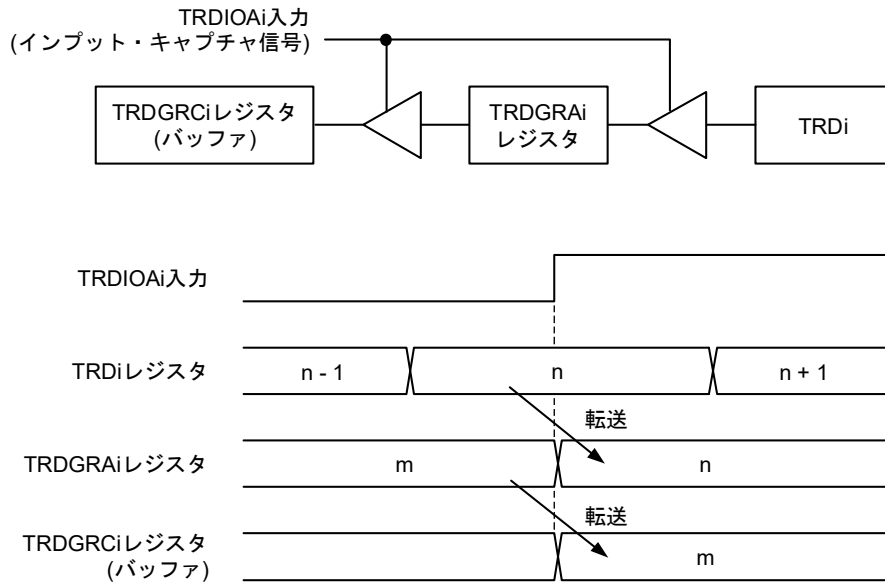 TRDIOAi入力
(インプット・キャプチャ信号)
TRDGRCiレジスタ
(バッファ)
TRDGRAi
レジスタ
TRDi
TRDIOAi入力
TRDiレジスタ
n - 1
n
n + 1
転送
TRDGRAiレジスタ
m
n
転送
TRDGRCiレジスタ
(バッファ)
m